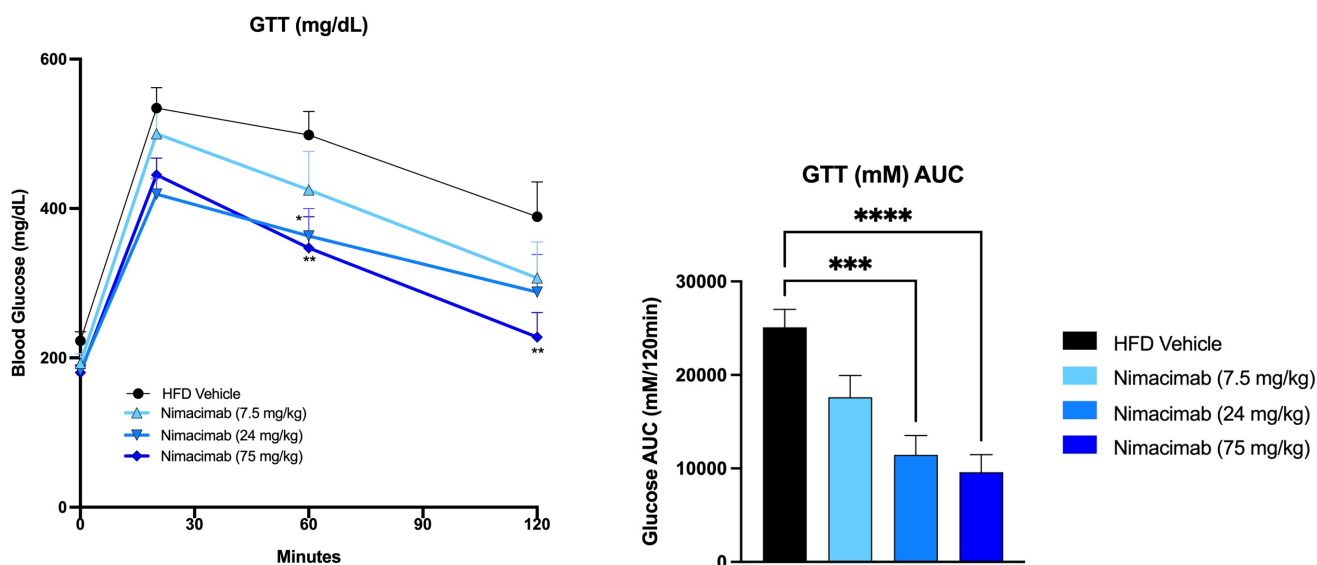 GTT (mg/dL)
600
400
200
0
Blood Glucose (mg/dL)
*
**
**
HFD Vehicle
Nimacimab (7.5 mg/kg)
Nimacimab (24 mg/kg)
Nimacimab (75 mg/kg)
0
30
60
90
120
Minutes
GTT (mM) AUC
****
***
30000
20000
10000
0
Glucose AUC (mM/120min)
HFD Vehicle
Nimacimab (7.5 mg/kg)
Nimacimab (24 mg/kg)
Nimacimab (75 mg/kg)